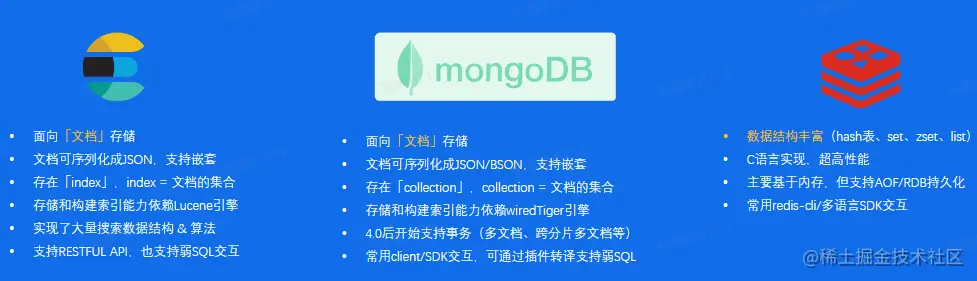 mongoDB
面向「文档」存储
文档可序列化成JSON，支持嵌套
存在「index」，index = 文档的集合
存储和构建索引能力依赖Lucene引擎
实现了大量搜索数据结构 & 算法
支持RESTFUL API，也支持弱SQL交互
面向「文档」存储
文档可序列化成JSON/BSON，支持嵌套
存在「collection」，collection = 文档的集合
存储和构建索引能力依赖wiredTiger引擎
4.0后开始支持事务（多文档、跨分片多文档等）
常用client/SDK交互，可通过插件转译支持弱SQL
数据结构丰富（hash表、set、zset、list）
C语言实现，超高性能
主要基于内存，但支持AOF/RDB持久化
常用redis-cli/多语言SDK交互
@稀土掘金技术社区